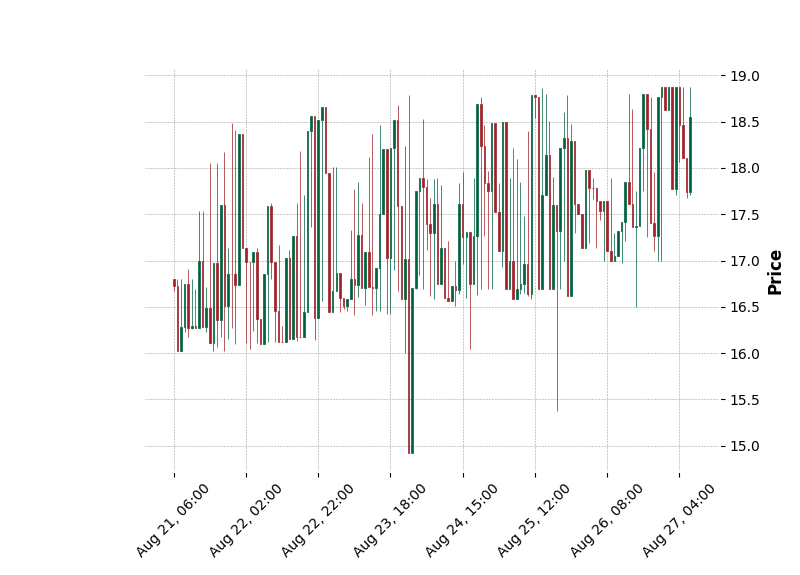 19.0
18.5
18.0
17.5
17.0
16.5
16.0
15.5
15.0
Price
Aug 21, 06:00
Aug 22, 02:00
Aug 22, 22:00
Aug 23, 18:00
Aug 24, 15:00
Aug 25, 12:00
Aug 26, 08:00
Aug 27, 04:00